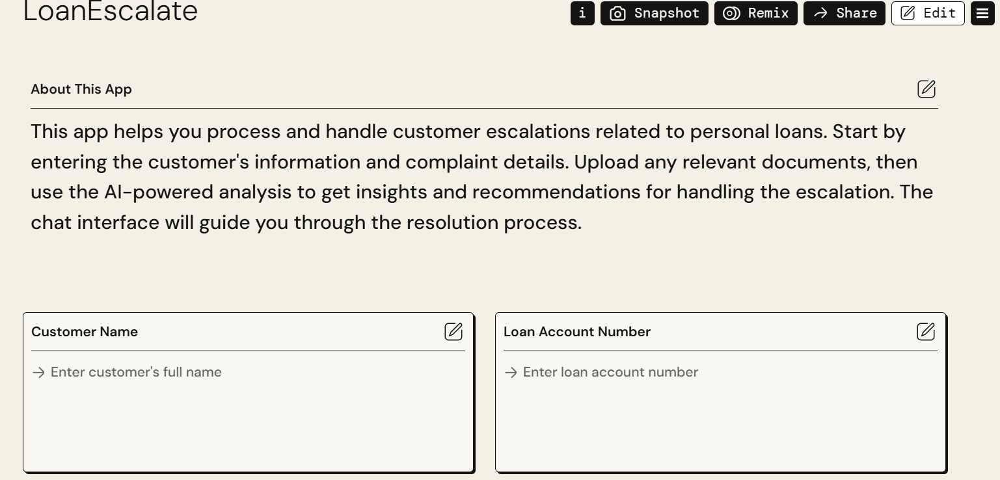 LoanEscalate
i
Snapshot
Remix
Share
Edit
About This App
This app helps you process and handle customer escalations related to personal loans. Start by
entering the customer's information and complaint details. Upload any relevant documents, then
use the AI-powered analysis to get insights and recommendations for handling the escalation. The
chat interface will guide you through the resolution process.
Customer Name
Enter customer's full name
Loan Account Number
Enter loan account number